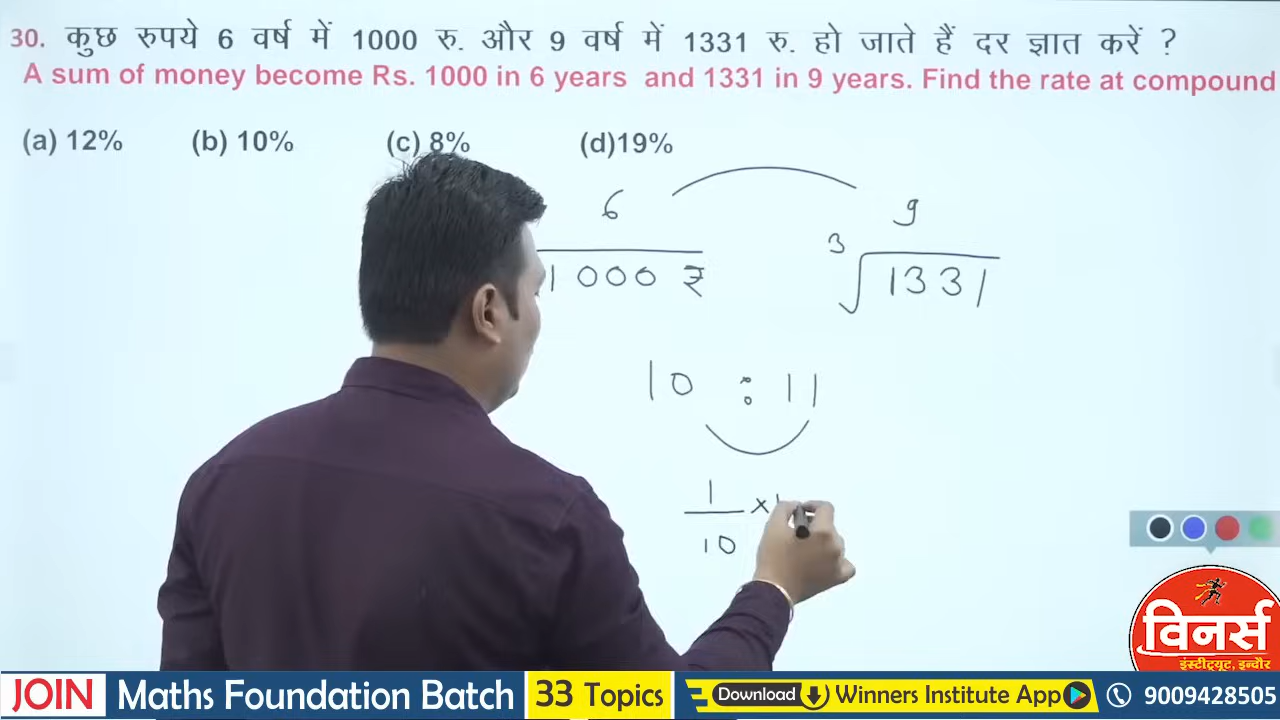 30. कुछ रुपये 6 वर्ष में 1000 रु. और 9 वर्ष में 1331 रु. हो जाते हैं दर ज्ञात करें ?
A sum of money become Rs. 1000 in 6 years and 1331 in 9 years. Find the rate at compound
(a) 12% (b) 10% (c) 8% (d)19%
6 9
1000 ₹ 3√1331
10 : 11
1/10 ×
विनर्स
इंस्टीट्यूट, इन्दौर
JOIN Maths Foundation Batch 33 Topics Download Winners Institute App 9009428505